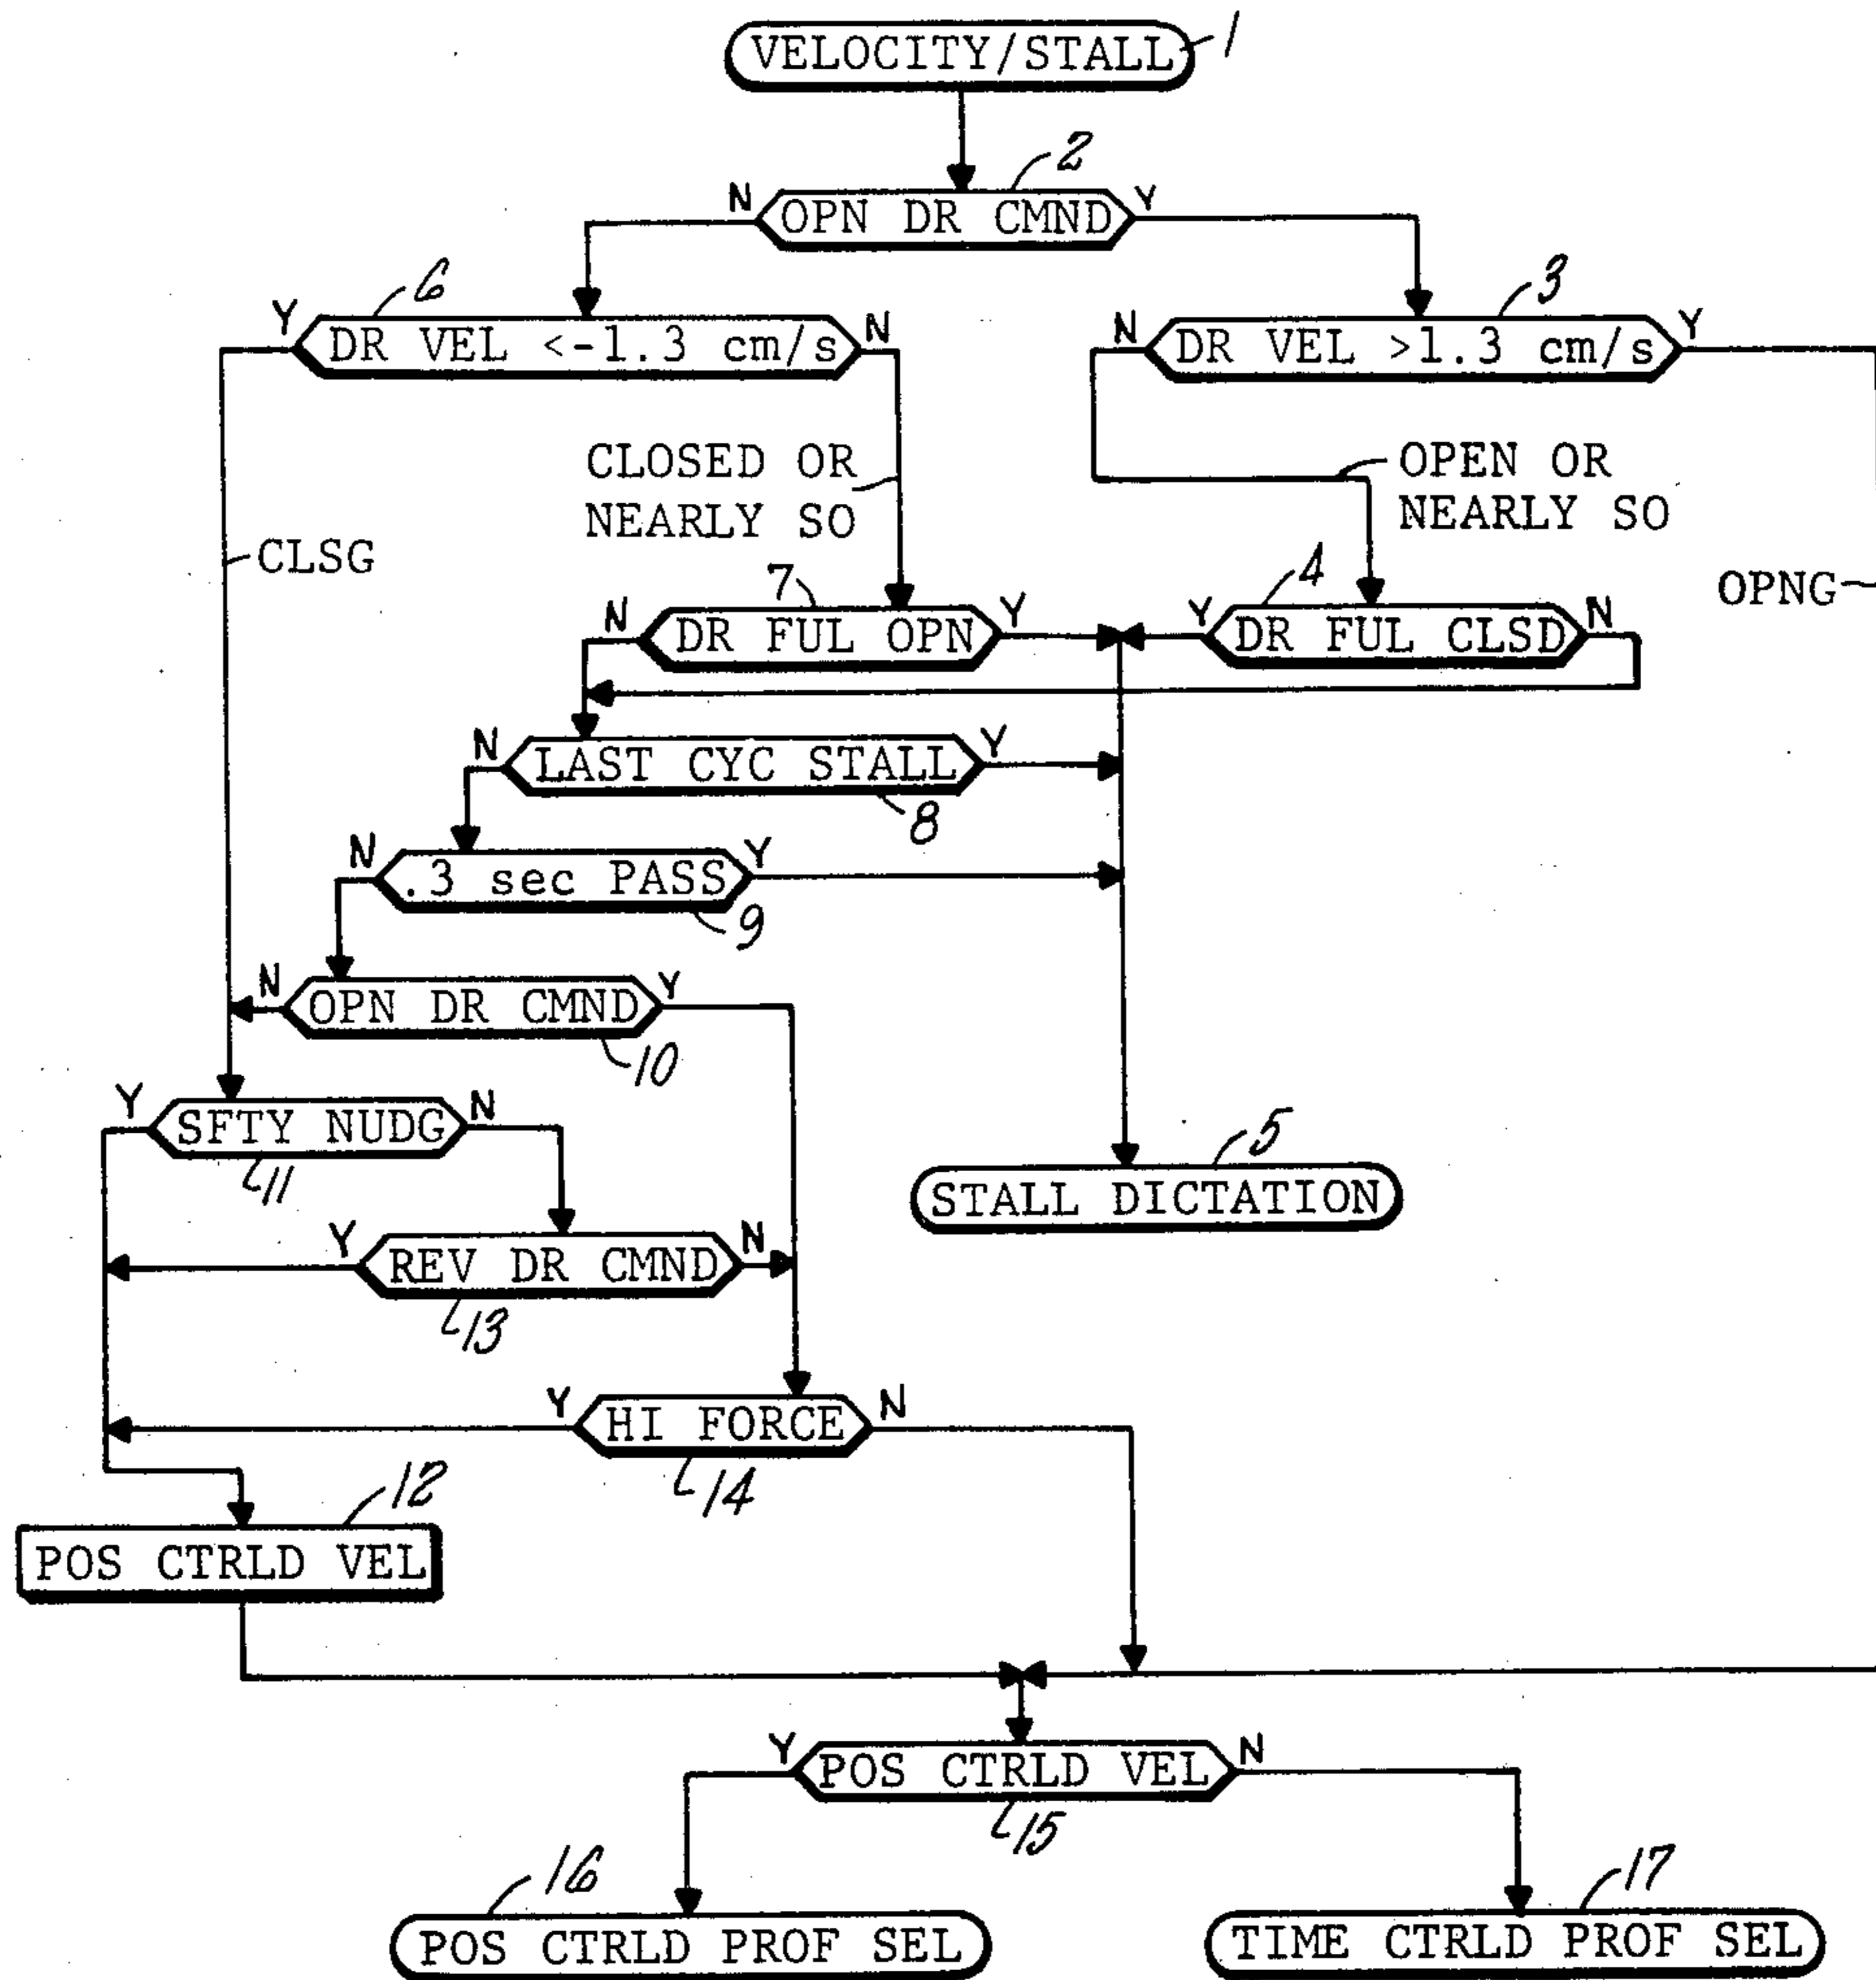 VELOCITY/STALL 1
2
N OPN DR CMND Y
6
3
Y DR VEL <-1.3 cm/s N
N DR VEL >1.3 cm/s Y
CLOSED OR
NEARLY SO
OPEN OR
NEARLY SO
CLSG
OPNG
7
4
N DR FUL OPN Y
Y DR FUL CLSD N
N LAST CYC STALL Y
8
N .3 sec PASS Y
9
N OPN DR CMND Y
10
Y SFTY NUDG N
11
5
STALL DICTATION
Y REV DR CMND N
13
Y HI FORCE N
14
12
POS CTRLD VEL
Y POS CTRLD VEL N
15
16
17
POS CTRLD PROF SEL
TIME CTRLD PROF SEL